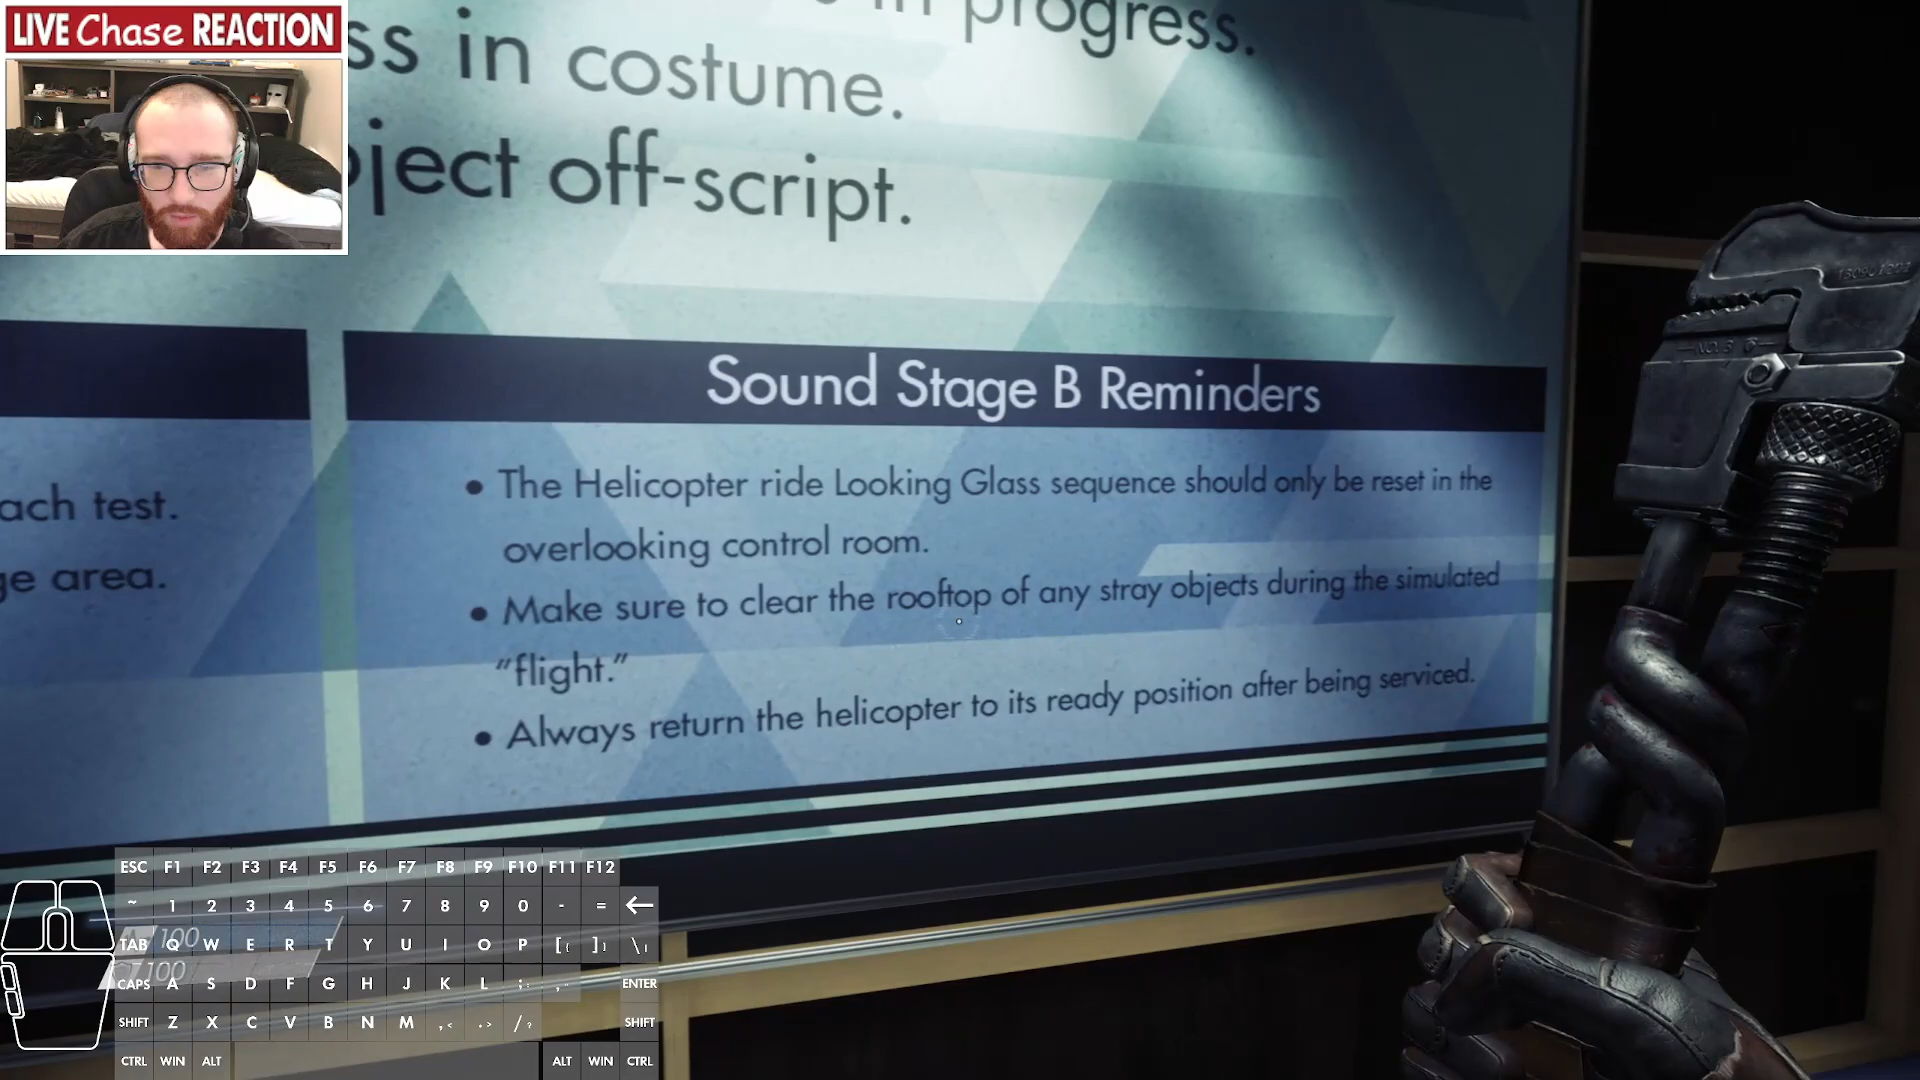 LIVE Chase REACTION
progress.
ss in costume.
ject off-script.
Sound Stage B Reminders
ach test.
ge area.
• The Helicopter ride Looking Glass sequence should only be reset in the
overlooking control room.
• Make sure to clear the rooftop of any stray objects during the simulated
"flight."
• Always return the helicopter to its ready position after being serviced.
NO. 3
ESC F1 F2 F3 F4 F5 F6 F7 F8 F9 F10 F11 F12
~ 1 2 3 4 5 6 7 8 9 0 - = ←
TAB Q W E R T Y U I O P [{ ]} \|
/100
/100
CAPS A S D F G H J K L ;: ENTER
SHIFT Z X C V B N M ,< .> /? SHIFT
CTRL WIN ALT ALT WIN CTRL